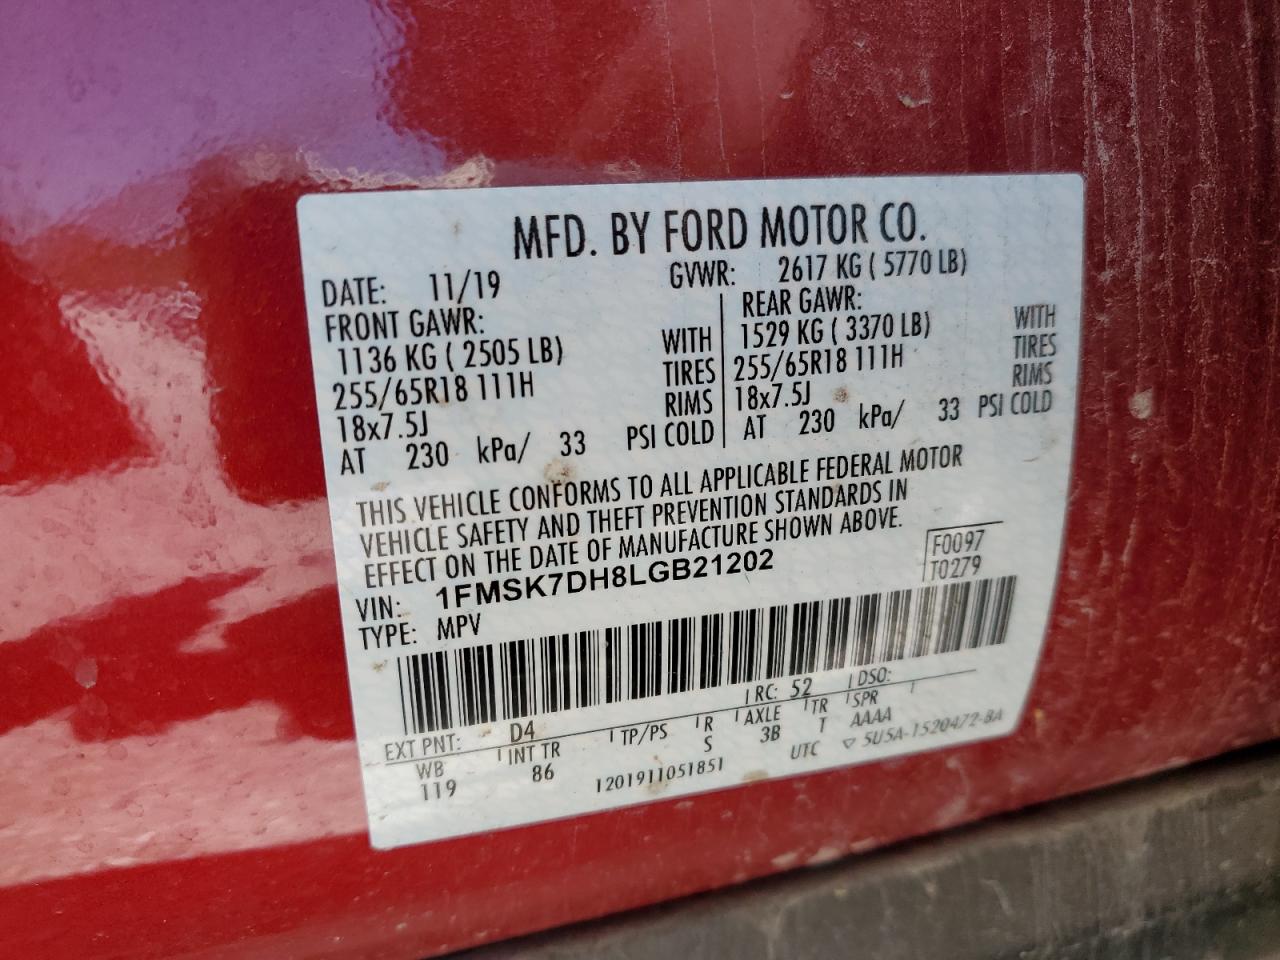 MFD. BY FORD MOTOR CO.
DATE: 11/19 GVWR: 2617 KG ( 5770 LB)
FRONT GAWR: REAR GAWR:
1136 KG ( 2505 LB) WITH 1529 KG ( 3370 LB) WITH
255/65R18 111H TIRES 255/65R18 111H TIRES
18x7.5J RIMS 18x7.5J RIMS
AT 230 kPa/ 33 PSI COLD AT 230 kPa/ 33 PSI COLD
THIS VEHICLE CONFORMS TO ALL APPLICABLE FEDERAL MOTOR
VEHICLE SAFETY AND THEFT PREVENTION STANDARDS IN
EFFECT ON THE DATE OF MANUFACTURE SHOWN ABOVE.
VIN: 1FMSK7DH8LGB21202 F0097
TYPE: MPV T0279
EXT PNT: D4 RC: 52 DSO:
WB INT TR TP/PS R AXLE TR SPR
119 86 S 3B T AAAA
1201911051851 UTC ▽ 5U5A-1520472-BA